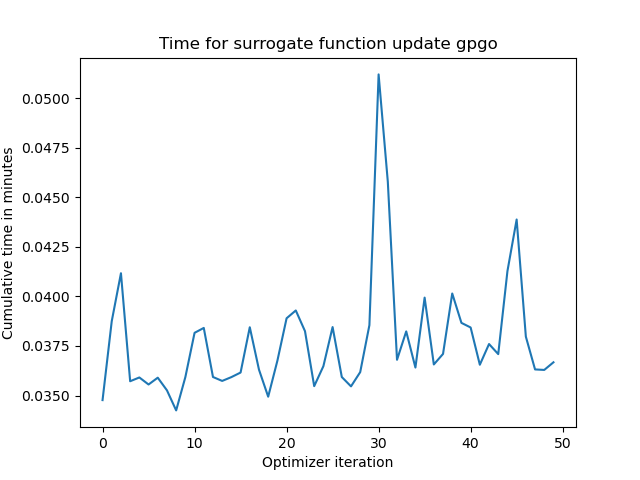 Time for surrogate function update gpgo
Cumulative time in minutes
0.0500
0.0475
0.0450
0.0425
0.0400
0.0375
0.0350
0 10 20 30 40 50
Optimizer iteration